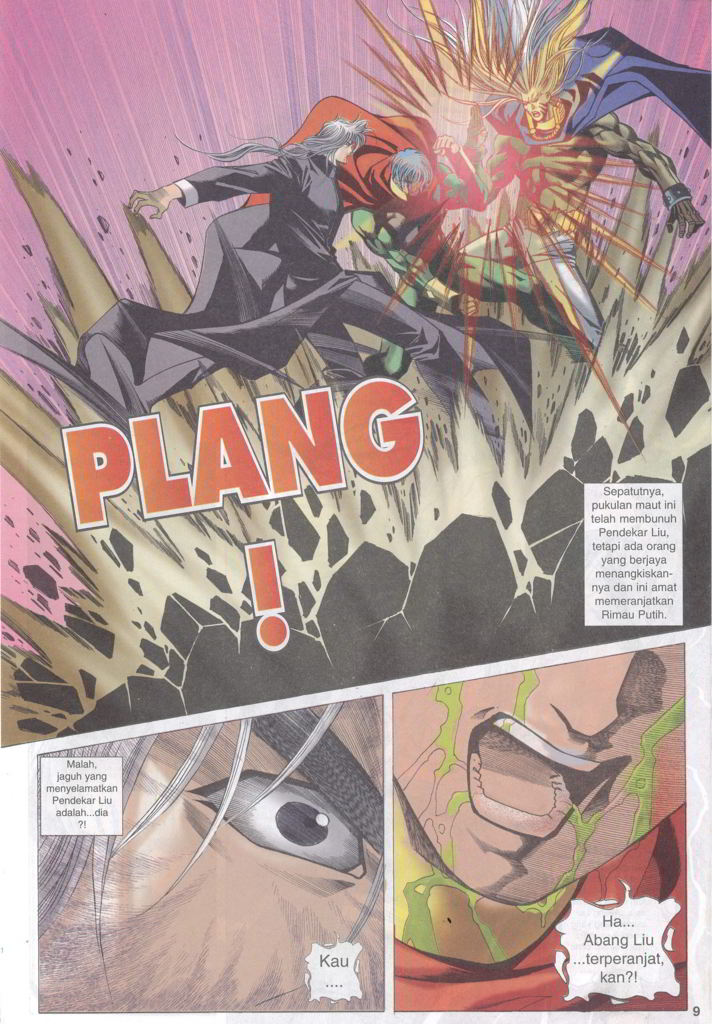 PLANG
!
Sepatutnya,
pukulan maut ini
telah membunuh
Pendekar Liu,
tetapi ada orang
yang berjaya
menangkiskan-
nya dan ini amat
memeranjatkan
Rimau Putih.
Malah,
jaguh yang
menyelamatkan
Pendekar Liu
adalah...dia
?!
Kau
....
Ha...
Abang Liu
...terperanjat,
kan?!
9